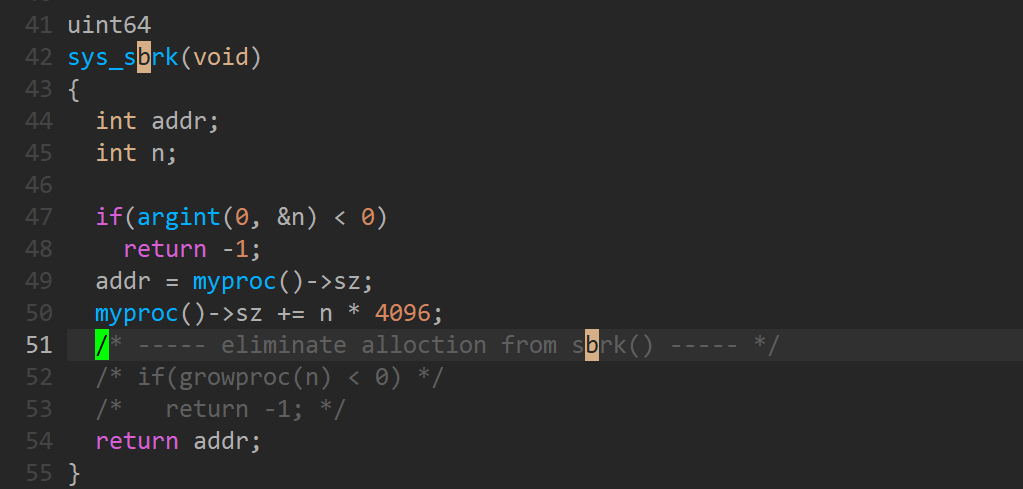 41 uint64
42 sys_sbrk(void)
43 {
44   int addr;
45   int n;
46
47   if(argint(0, &n) < 0)
48     return -1;
49   addr = myproc()->sz;
50   myproc()->sz += n * 4096;
51   /* ----- eliminate alloction from sbrk() ----- */
52   /* if(growproc(n) < 0) */
53   /*   return -1; */
54   return addr;
55 }